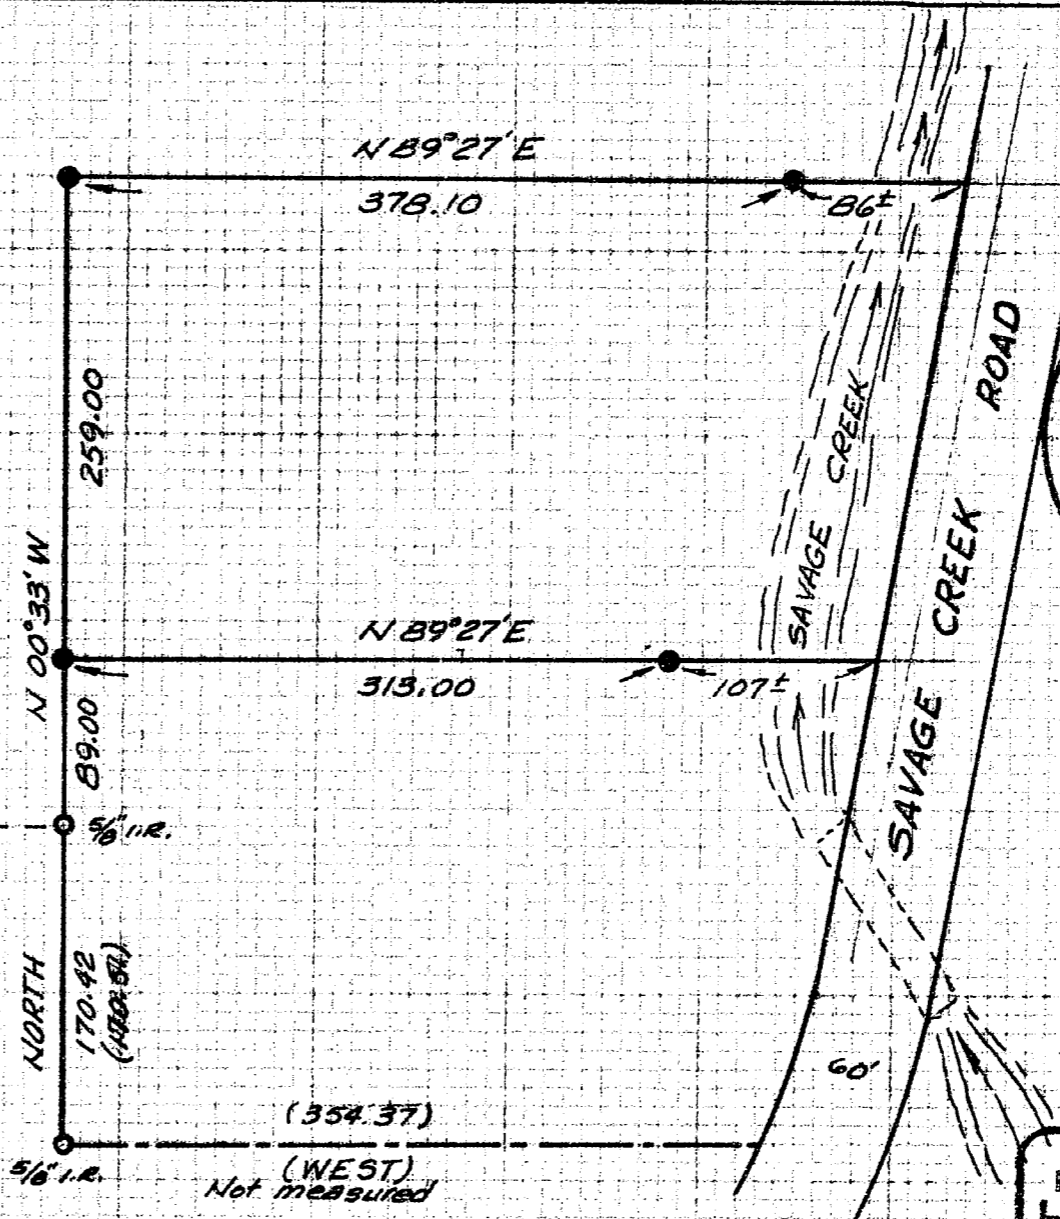 N 89°27' E
378.10
86±
259.00
N 00°33' W
N 89°27' E
313.00
107±
89.00
5/8" I.R.
SAVAGE CREEK
SAVAGE CREEK ROAD
NORTH
170.42
60'
(354.37)
5/8" I.R.
(WEST)
Not measured